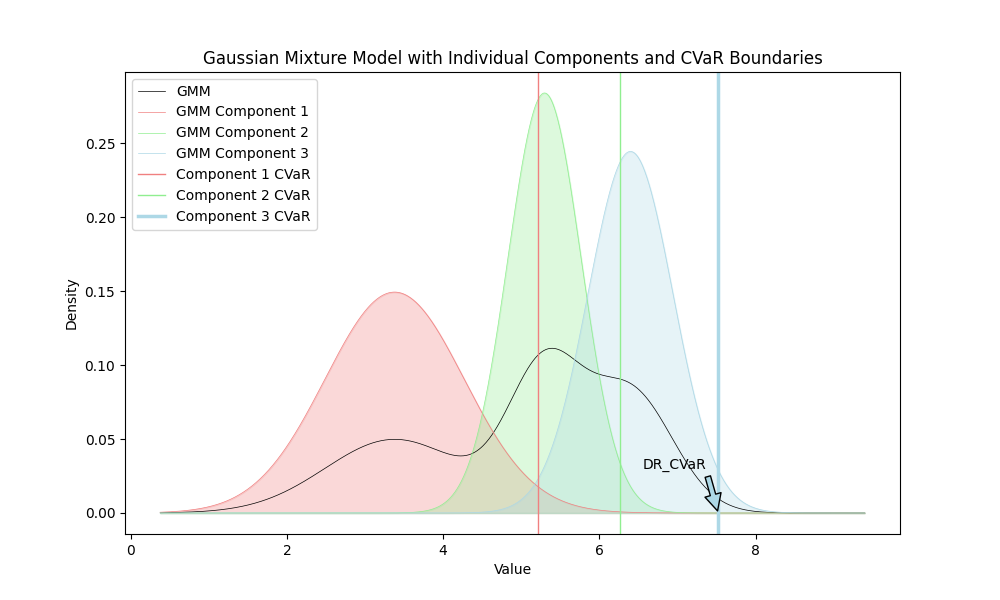 Gaussian Mixture Model with Individual Components and CVaR Boundaries
GMM
GMM Component 1
GMM Component 2
GMM Component 3
Component 1 CVaR
Component 2 CVaR
Component 3 CVaR
0.25
0.20
0.15
0.10
0.05
0.00
Density
DR_CVaR
0
2
4
6
8
Value